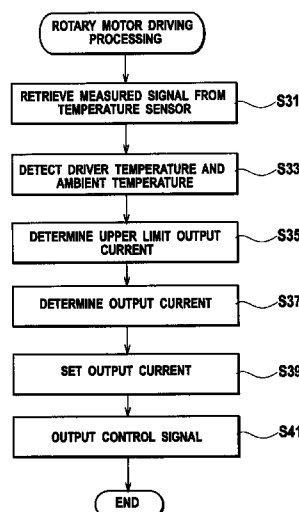 ROTARY MOTOR DRIVING
PROCESSING
RETRIEVE MEASURED SIGNAL FROM
TEMPERATURE SENSOR
S31
DETECT DRIVER TEMPERATURE AND
AMBIENT TEMPERATURE
S33
DETERMINE UPPER LIMIT OUTPUT
CURRENT
S35
DETERMINE OUTPUT CURRENT
S37
SET OUTPUT CURRENT
S39
OUTPUT CONTROL SIGNAL
S41
END